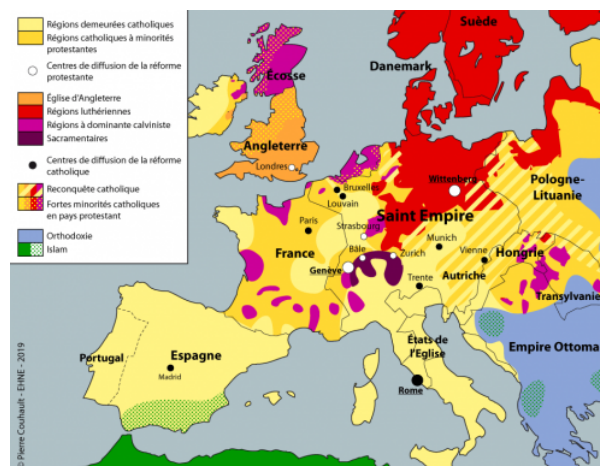 Régions demeurées catholiques
Régions catholiques à minorités
protestantes
Centres de diffusion de la réforme
protestante
Église d'Angleterre
Régions luthériennes
Régions à dominante calviniste
Sacramentaires
Centres de diffusion de la réforme
catholique
Reconquête catholique
Fortes minorités catholiques
en pays protestant
Orthodoxie
Islam
Suède
Danemark
Écosse
Angleterre
Londres
Bruxelles
Louvain
Wittenberg
Pologne-
Lituanie
Saint Empire
Paris
Strasbourg
France
Bâle
Zurich
Munich
Vienne
Hongrie
Genève
Autriche
Trente
Transylvanie
États de
l'Eglise
Empire Ottoma
Portugal
Espagne
Madrid
Rome
© Pierre Couhault - EHNE - 2019